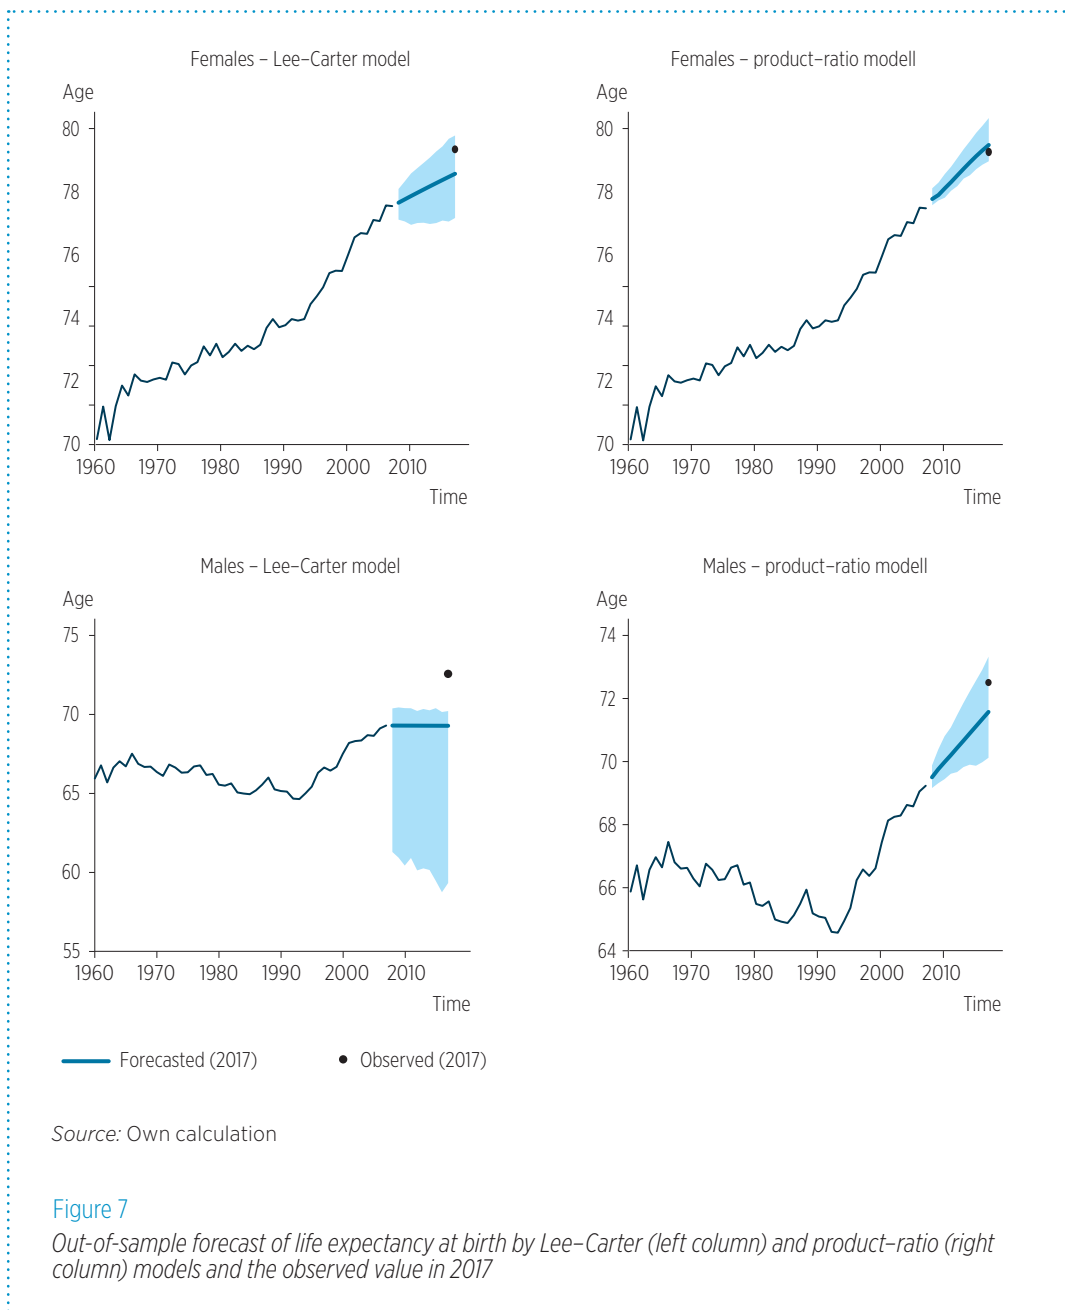 Females – Lee–Carter model
Age
80
78
76
74
72
70
1960 1970 1980 1990 2000 2010
Time
Females – product–ratio modell
Age
80
78
76
74
72
70
1960 1970 1980 1990 2000 2010
Time
Males – Lee–Carter model
Age
75
70
65
60
55
1960 1970 1980 1990 2000 2010
Time
Males – product–ratio modell
Age
74
72
70
68
66
64
1960 1970 1980 1990 2000 2010
Time
Forecasted (2017) Observed (2017)
Source: Own calculation
Figure 7
Out-of-sample forecast of life expectancy at birth by Lee–Carter (left column) and product–ratio (right
column) models and the observed value in 2017